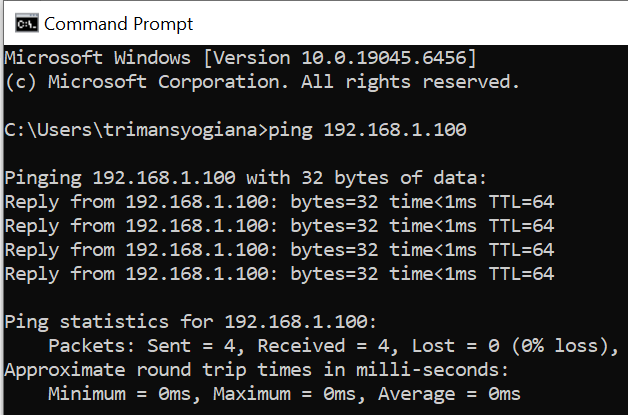 Command Prompt
Microsoft Windows [Version 10.0.19045.6456]
(c) Microsoft Corporation. All rights reserved.
C:\Users\trimansyogiana>ping 192.168.1.100
Pinging 192.168.1.100 with 32 bytes of data:
Reply from 192.168.1.100: bytes=32 time<1ms TTL=64
Reply from 192.168.1.100: bytes=32 time<1ms TTL=64
Reply from 192.168.1.100: bytes=32 time<1ms TTL=64
Reply from 192.168.1.100: bytes=32 time<1ms TTL=64
Ping statistics for 192.168.1.100:
    Packets: Sent = 4, Received = 4, Lost = 0 (0% loss),
Approximate round trip times in milli-seconds:
    Minimum = 0ms, Maximum = 0ms, Average = 0ms